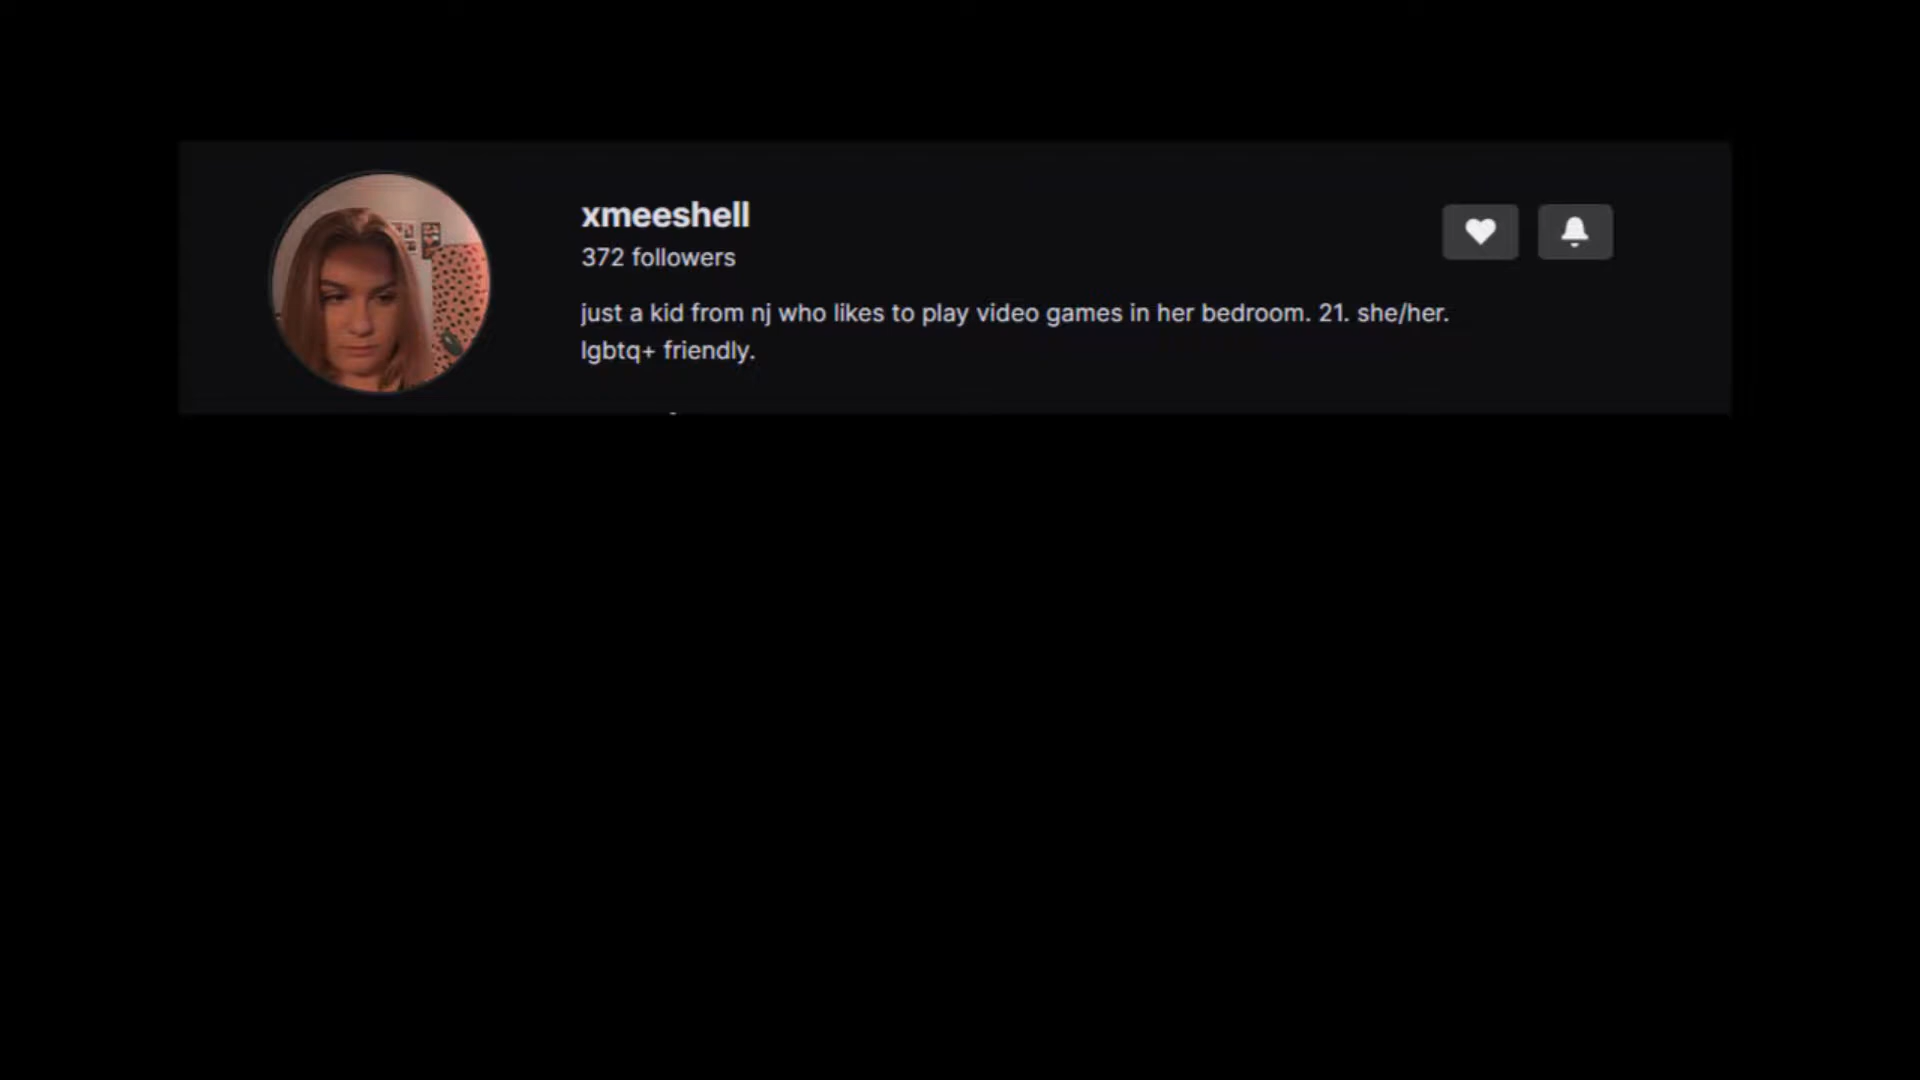 xmeeshell
372 followers
just a kid from nj who likes to play video games in her bedroom. 21. she/her.
lgbtq+ friendly.